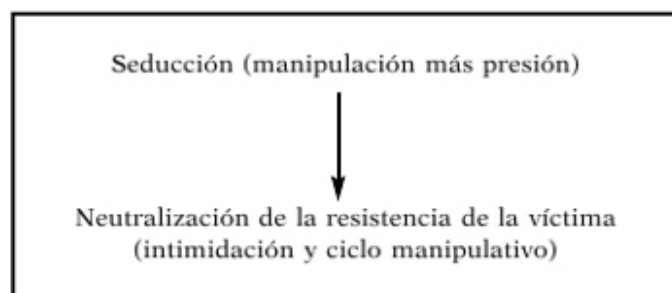 Seducción (manipulación más presión)
Neutralización de la resistencia de la víctima
(intimidación y ciclo manipulativo)